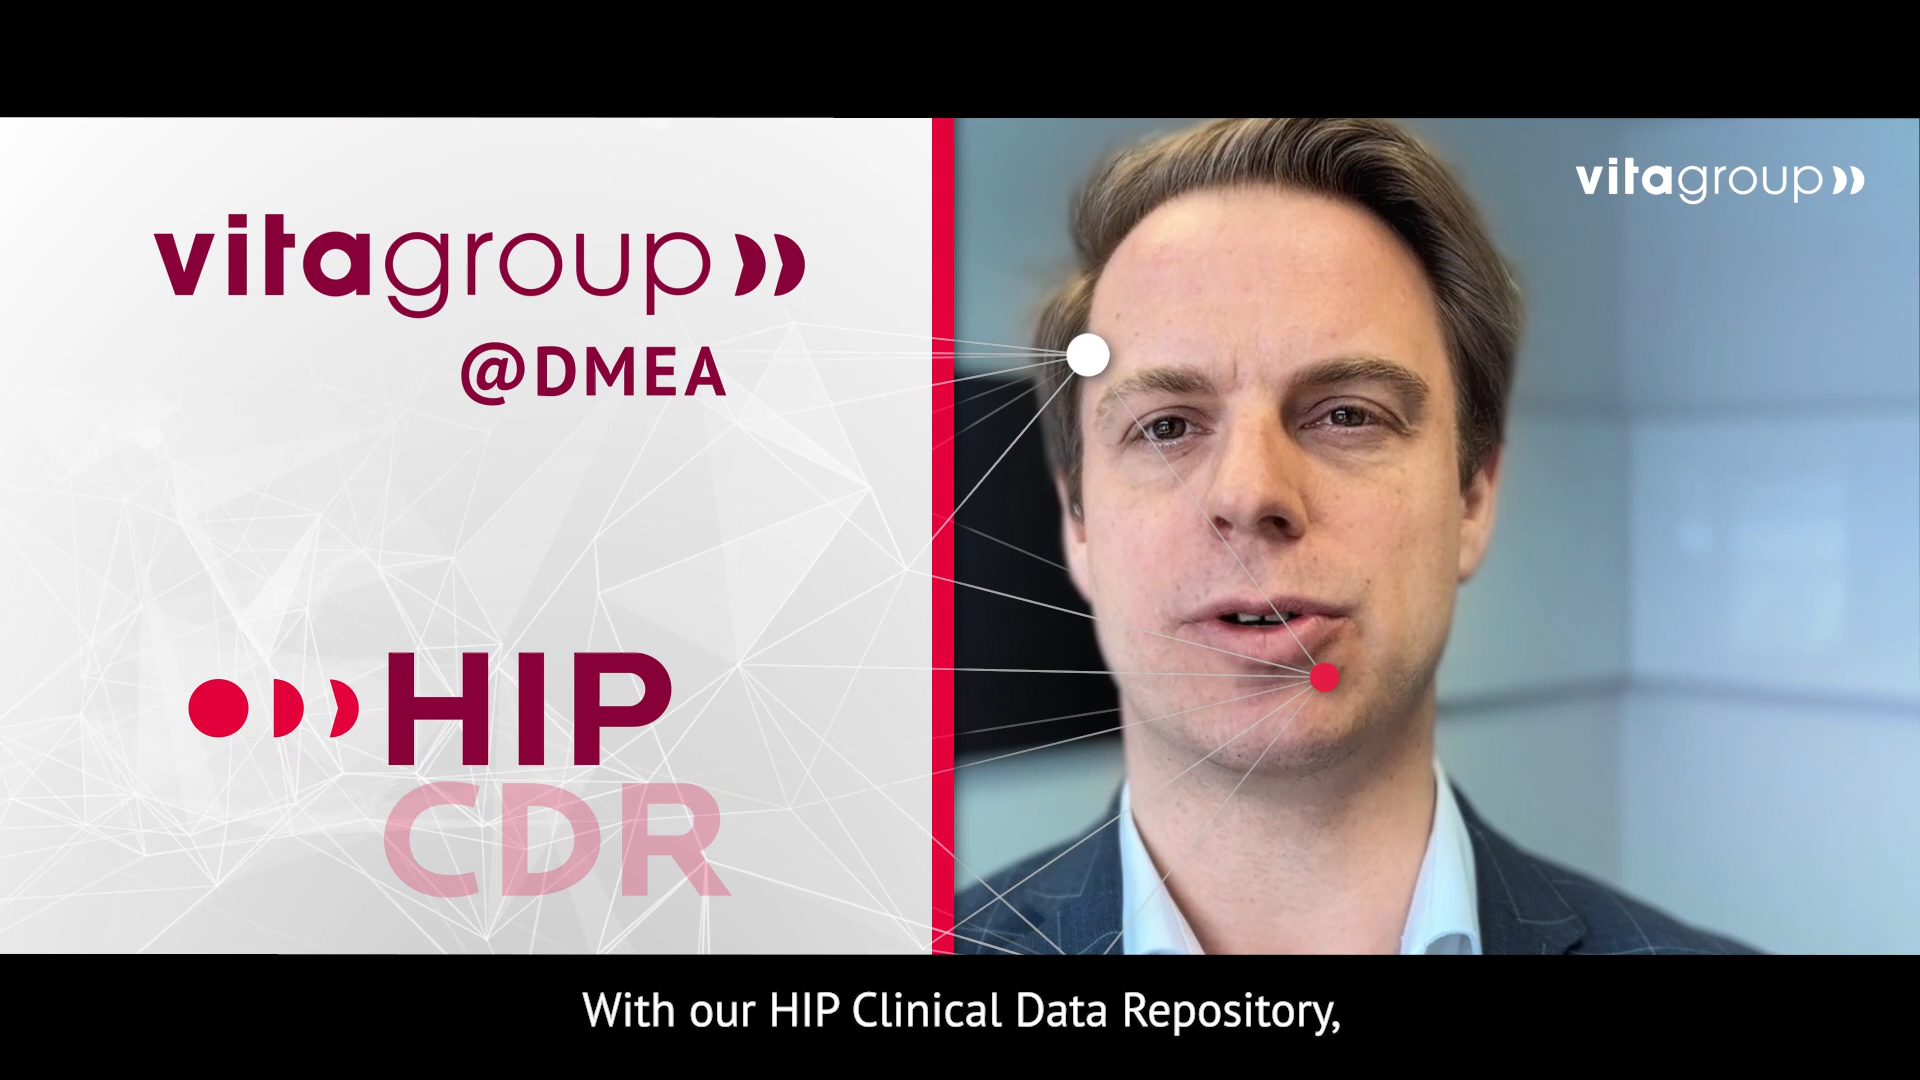 vitagroup
@DMEA
HIP
CDR
vitagroup
With our HIP Clinical Data Repository,